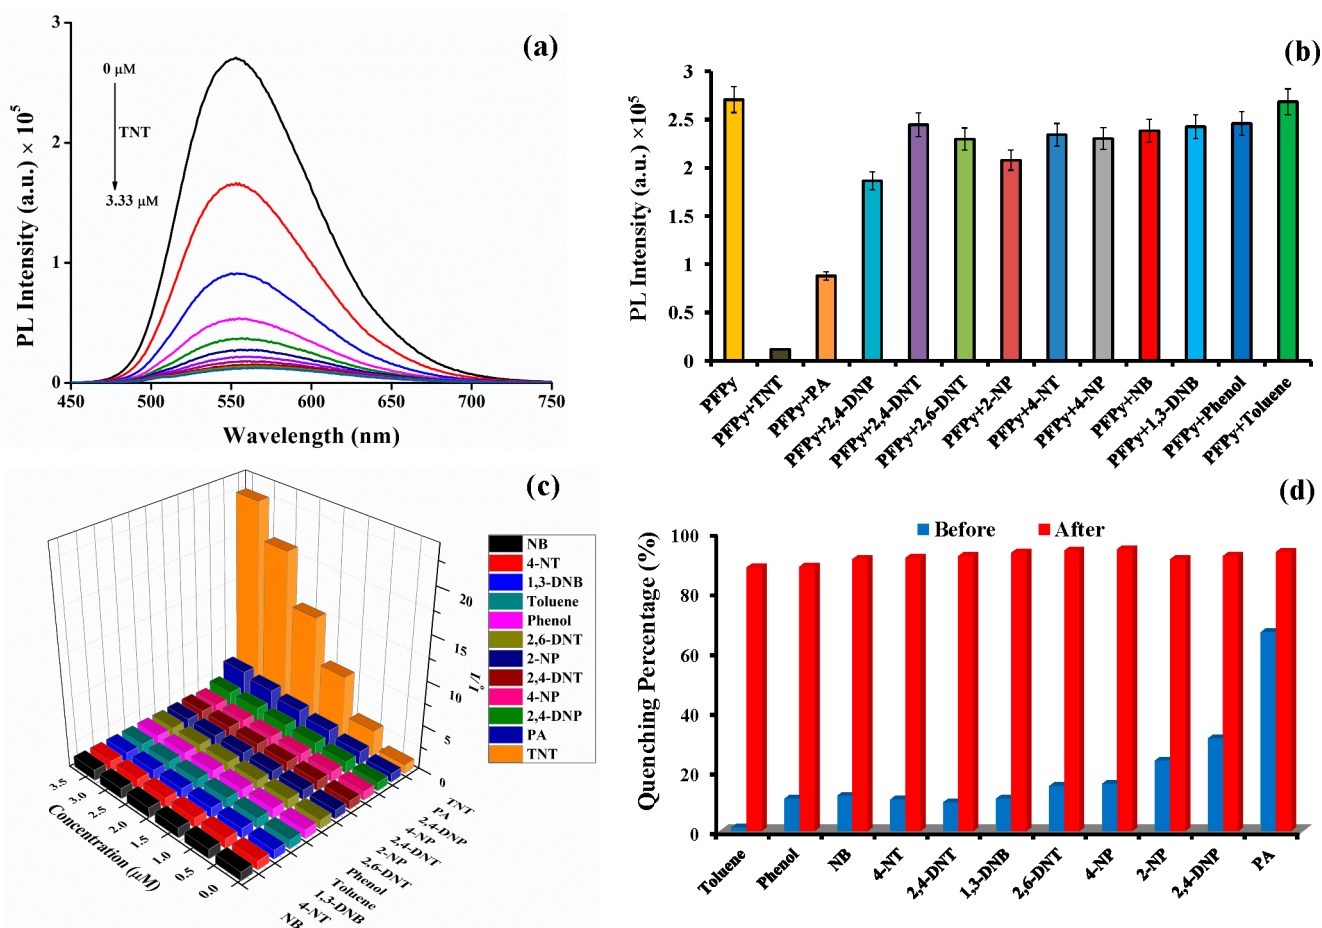 (a)
3
2
1
0
PL Intensity (a.u.) × 10⁵
0 μM
TNT
3.33 μM
450 500 550 600 650 700 750
Wavelength (nm)
(b)
3
2.5
2
1.5
1
0.5
0
PL Intensity (a.u.) ×10⁵
PFPy
PFPy+TNT
PFPy+PA
PFPy+2,4-DNP
PFPy+2,4-DNT
PFPy+2,6-DNT
PFPy+2-NP
PFPy+4-NT
PFPy+4-NP
PFPy+NB
PFPy+1,3-DNB
PFPy+Phenol
PFPy+Toluene
(c)
NB
4-NT
1,3-DNB
Toluene
Phenol
2,6-DNT
2-NP
2,4-DNT
4-NP
2,4-DNP
PA
TNT
20
15
10
5
0
I₀/I
3.5
3.0
2.5
2.0
1.5
1.0
0.5
0.0
Concentration (μM)
TNT
PA
2,4-DNP
4-NP
2,4-DNT
2-NP
2,6-DNT
Phenol
Toluene
1,3-DNB
4-NT
NB
(d)
Before After
100
80
60
40
20
0
Quenching Percentage (%)
Toluene
Phenol
NB
4-NT
2,4-DNT
1,3-DNB
2,6-DNT
4-NP
2-NP
2,4-DNP
PA